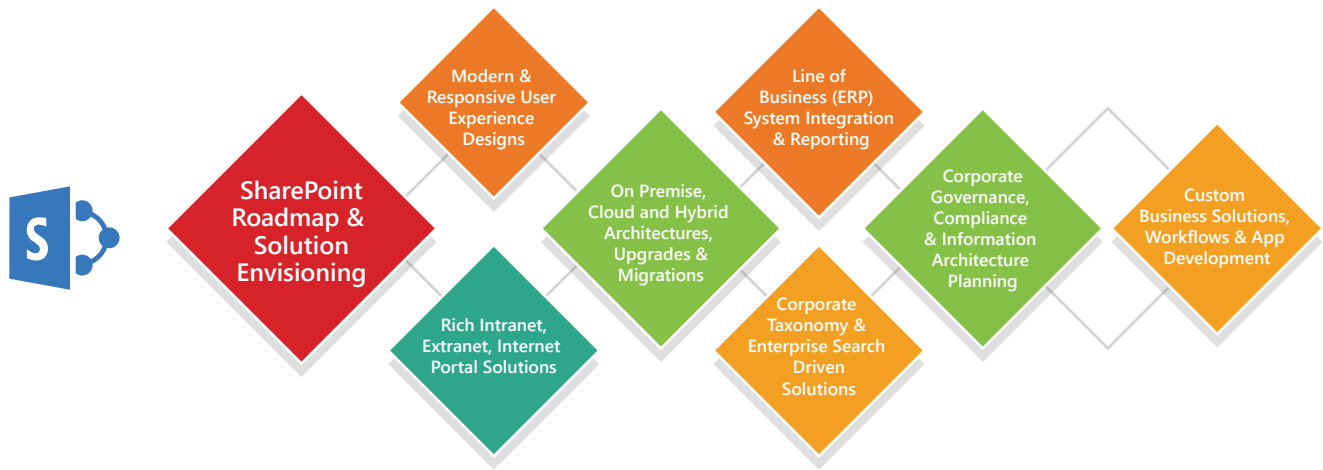 S
SharePoint
Roadmap &
Solution
Envisioning
Modern &
Responsive User
Experience
Designs
Rich Intranet,
Extranet, Internet
Portal Solutions
On Premise,
Cloud and Hybrid
Architectures,
Upgrades &
Migrations
Line of
Business (ERP)
System Integration
& Reporting
Corporate
Taxonomy &
Enterprise Search
Driven
Solutions
Corporate
Governance,
Compliance
& Information
Architecture
Planning
Custom
Business Solutions,
Workflows & App
Development